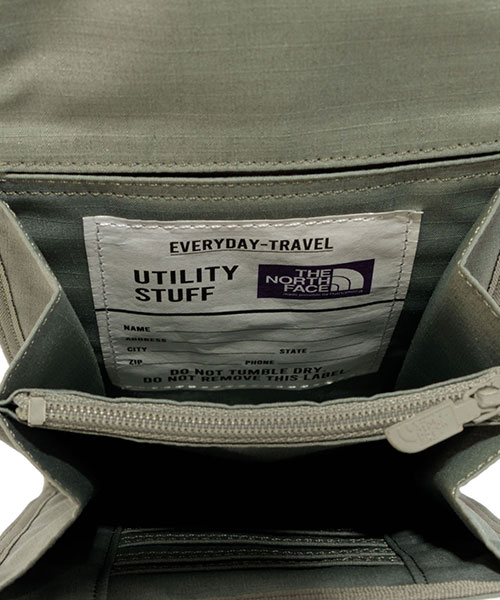 EVERYDAY-TRAVEL
UTILITY
STUFF
THE
NORTH
FACE
NAME
ADDRESS
CITY STATE
ZIP PHONE
DO NOT TUMBLE DRY
DO NOT REMOVE THIS LABEL